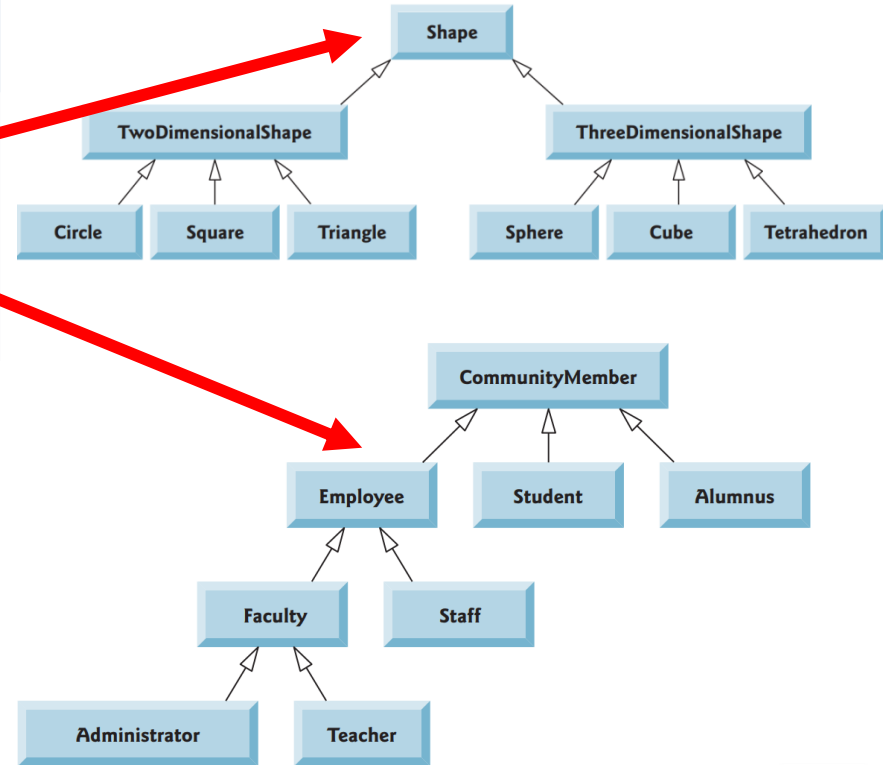 Shape
TwoDimensionalShape ThreeDimensionalShape
Circle Square Triangle Sphere Cube Tetrahedron
CommunityMember
Employee Student Alumnus
Faculty Staff
Administrator Teacher